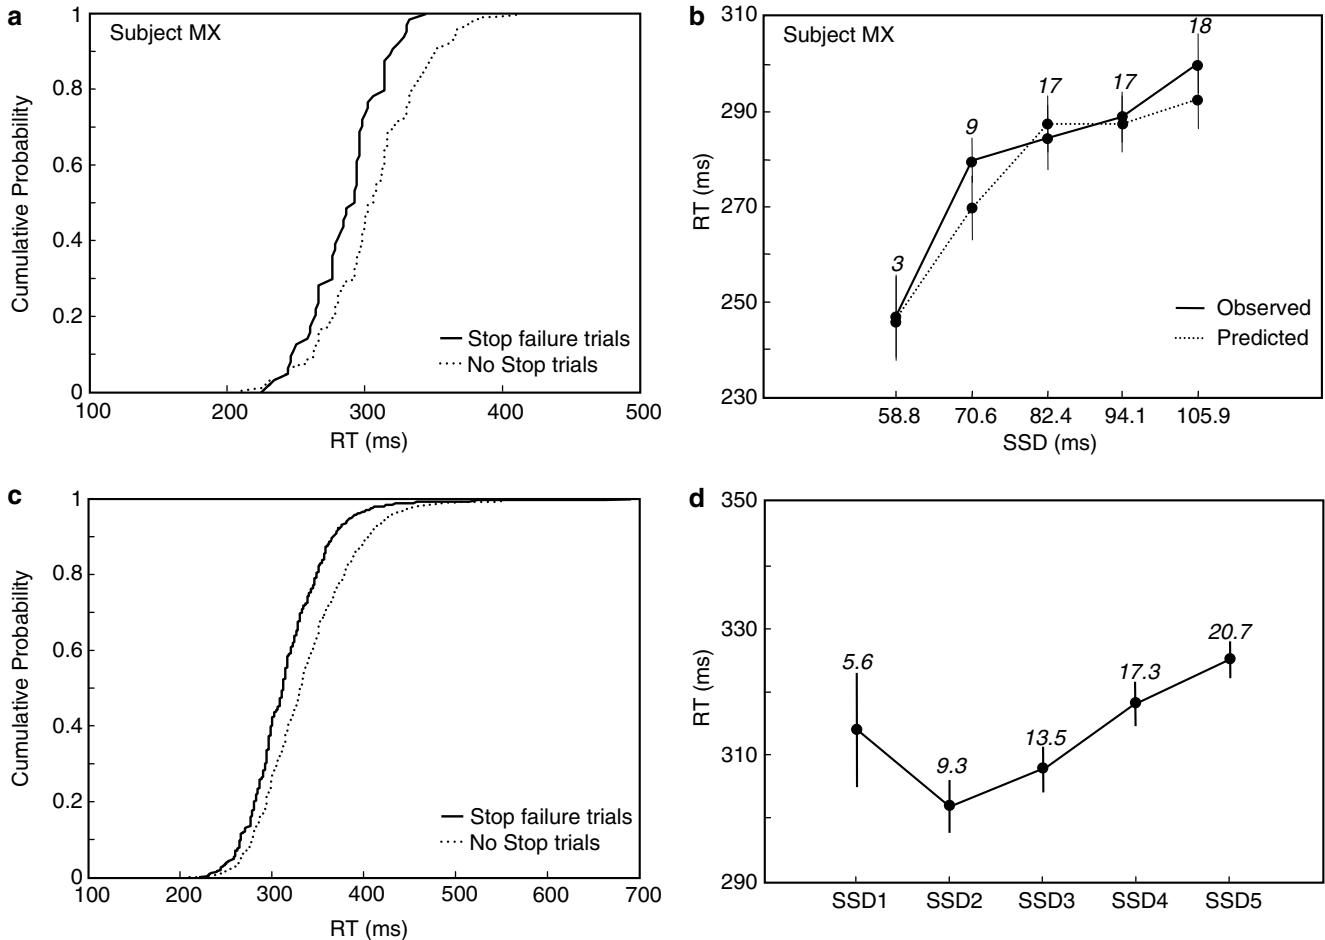 a
Subject MX
Cumulative Probability
1
0.8
0.6
0.4
0.2
0
Stop failure trials
No Stop trials
100 200 300 400 500
RT (ms)
b
Subject MX
RT (ms)
310
290
270
250
230
3
9
17
17
18
Observed
Predicted
58.8 70.6 82.4 94.1 105.9
SSD (ms)
c
Cumulative Probability
1
0.8
0.6
0.4
0.2
0
Stop failure trials
No Stop trials
100 200 300 400 500 600 700
RT (ms)
d
RT (ms)
350
330
310
290
5.6
9.3
13.5
17.3
20.7
SSD1 SSD2 SSD3 SSD4 SSD5